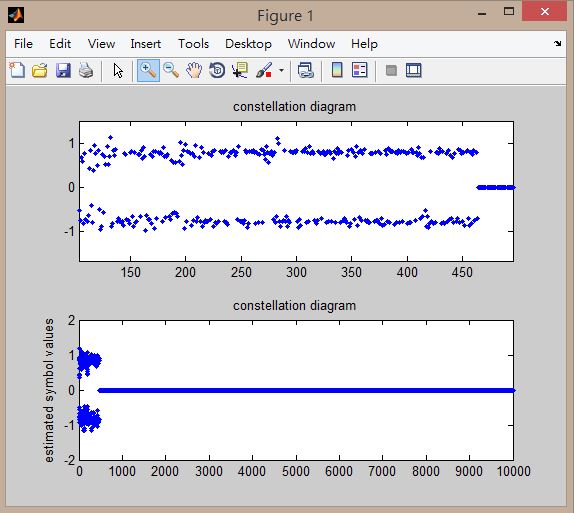 Figure 1
File Edit View Insert Tools Desktop Window Help
constellation diagram
1
0
-1
150 200 250 300 350 400 450
constellation diagram
estimated symbol values
2
1
0
-1
-2
0 1000 2000 3000 4000 5000 6000 7000 8000 9000 10000